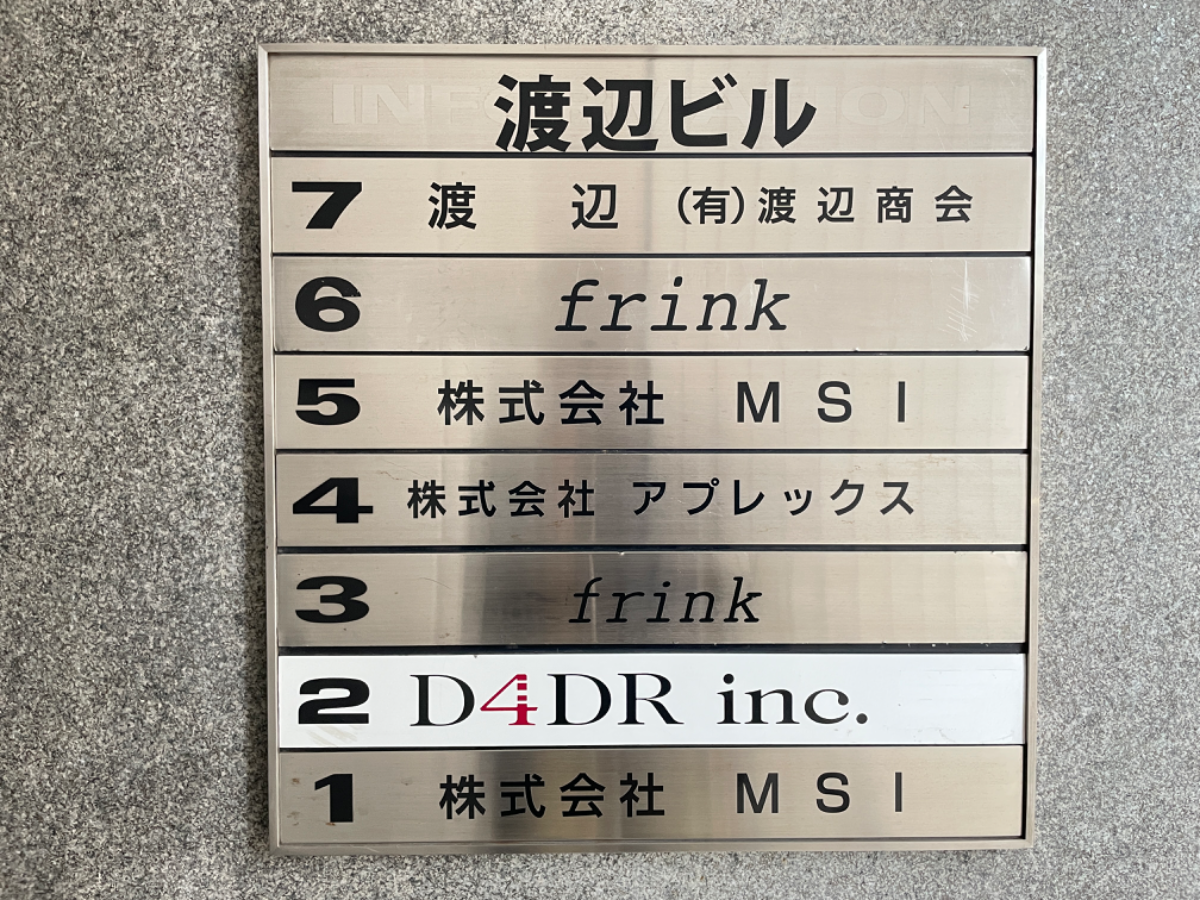 INFORMATION
渡辺ビル
7 渡 辺 (有)渡辺商会
6 frink
5 株式会社 MSI
4 株式会社 アプレックス
3 frink
2 D4DR inc.
1 株式会社 MSI